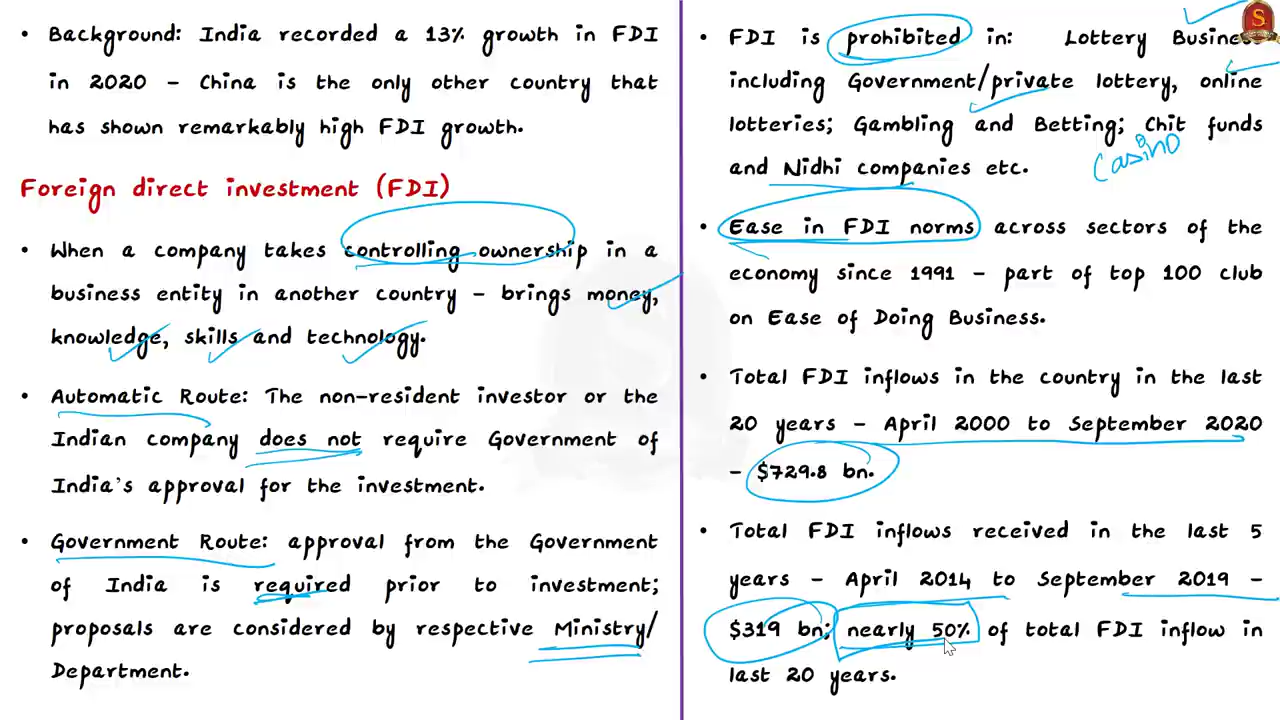 • Background: India recorded a 13% growth in FDI
in 2020 – China is the only other country that
has shown remarkably high FDI growth.
Foreign direct investment (FDI)
• When a company takes controlling ownership in a
business entity in another country – brings money,
knowledge, skills and technology.
• Automatic Route: The non-resident investor or the
Indian company does not require Government of
India's approval for the investment.
• Government Route: approval from the Government
of India is required prior to investment;
proposals are considered by respective Ministry/
Department.
• FDI is prohibited in: Lottery Business
including Government/private lottery, online
lotteries; Gambling and Betting; Chit funds
Casino
and Nidhi companies etc.
• Ease in FDI norms across sectors of the
economy since 1991 – part of top 100 club
on Ease of Doing Business.
• Total FDI inflows in the country in the last
20 years – April 2000 to September 2020
– $729.8 bn.
• Total FDI inflows received in the last 5
years – April 2014 to September 2019 –
$319 bn; nearly 50% of total FDI inflow in
last 20 years.
S
S